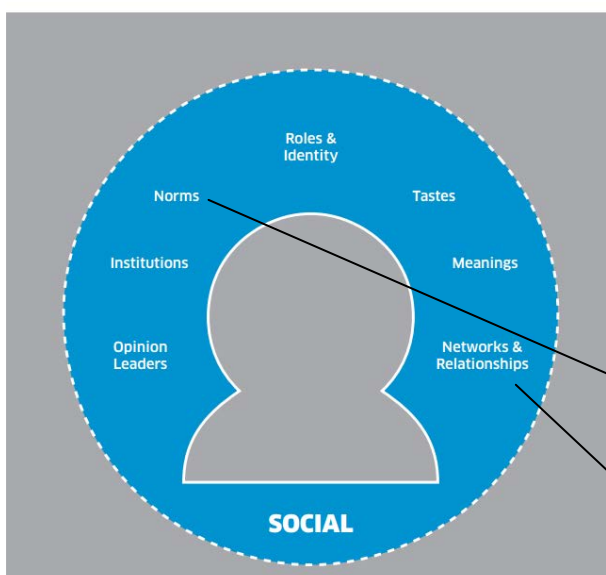 Roles &
Identity
Norms
Tastes
Institutions
Meanings
Opinion
Leaders
Networks &
Relationships
SOCIAL